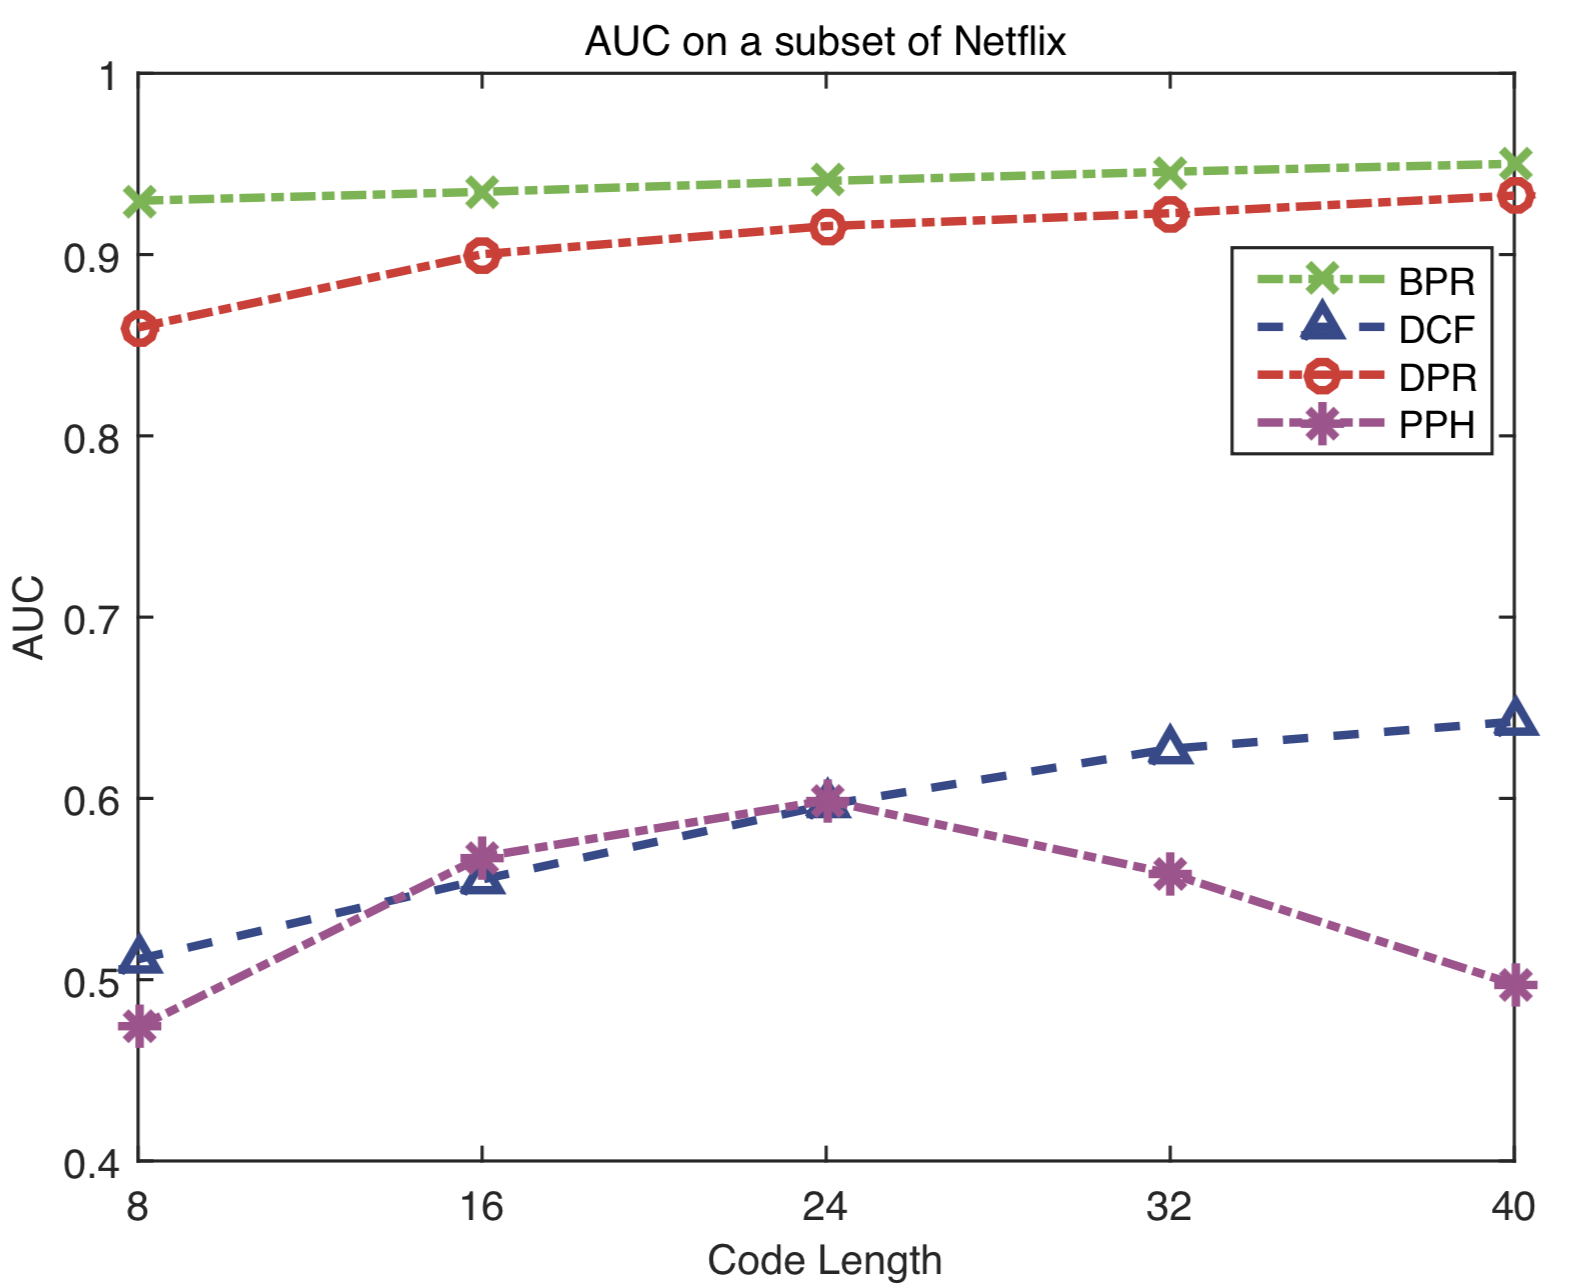 AUC on a subset of Netflix
1
0.9
0.8
0.7
0.6
0.5
0.4
AUC
BPR
DCF
DPR
PPH
8 16 24 32 40
Code Length